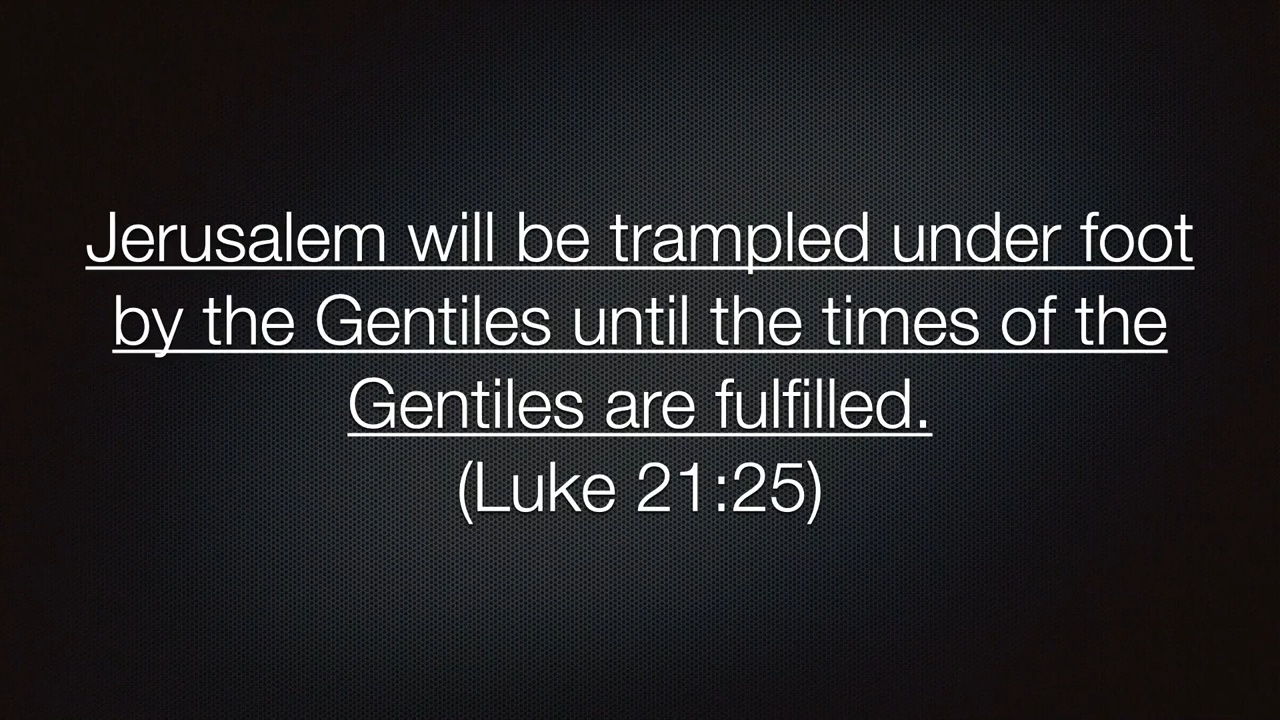 Jerusalem will be trampled under foot
by the Gentiles until the times of the
Gentiles are fulfilled.
(Luke 21:25)